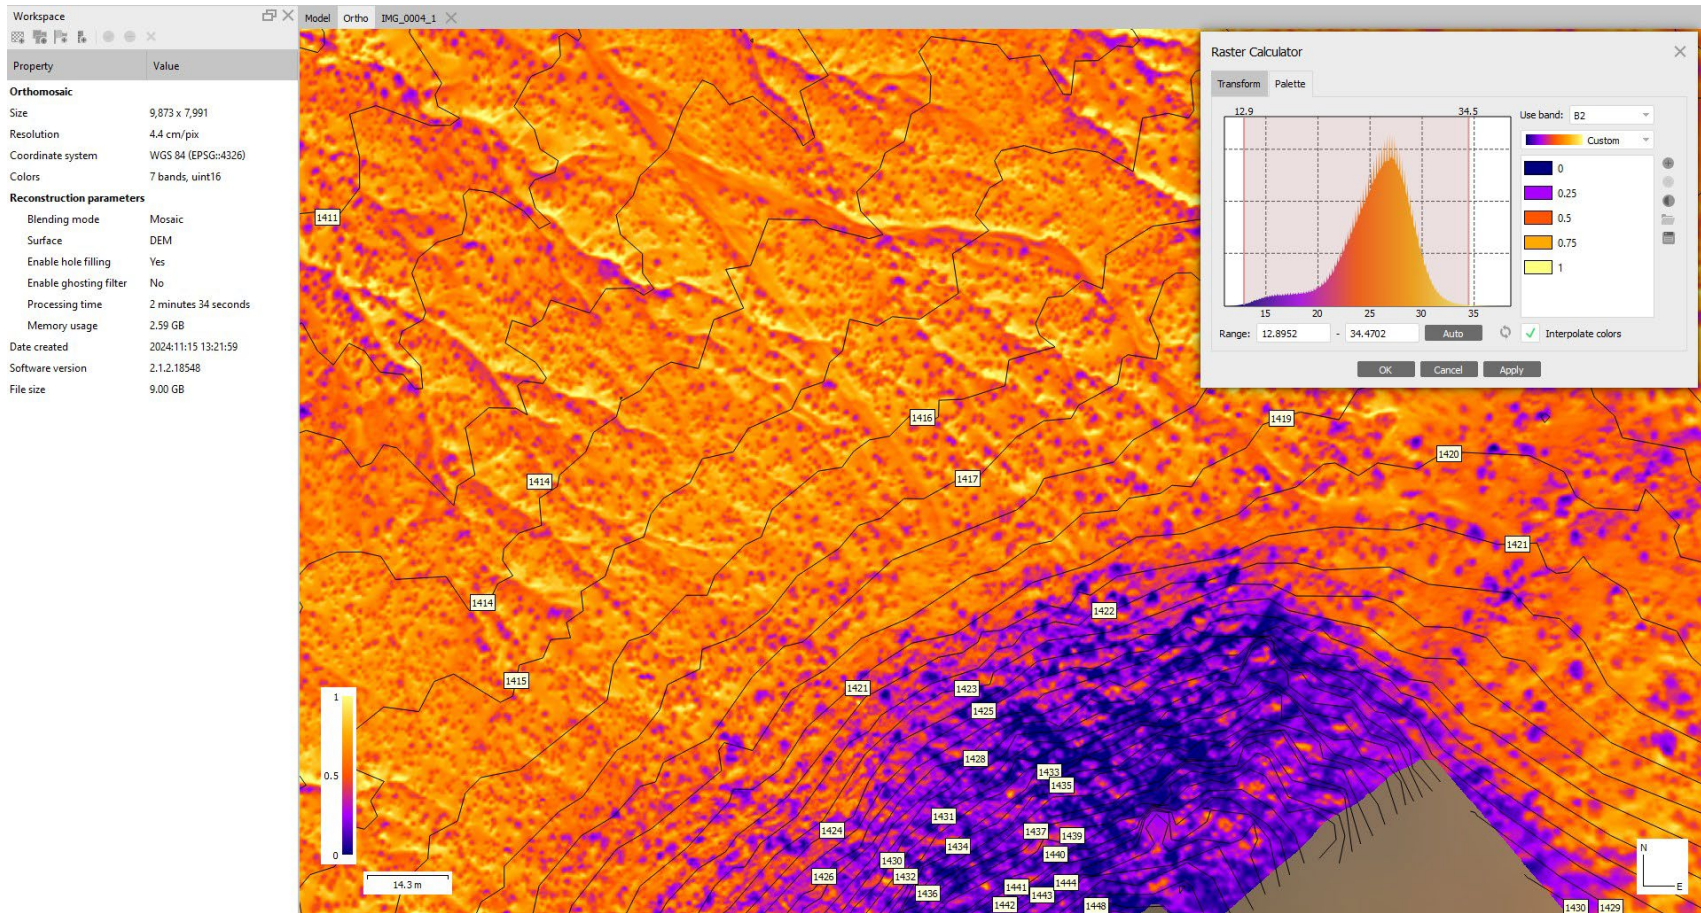 Workspace
Property Value
Orthomosaic
Size 9,873 x 7,991
Resolution 4.4 cm/pix
Coordinate system WGS 84 (EPSG::4326)
Colors 7 bands, uint16
Reconstruction parameters
Blending mode Mosaic
Surface DEM
Enable hole filling Yes
Enable ghosting filter No
Processing time 2 minutes 34 seconds
Memory usage 2.59 GB
Date created 2024:11:15 13:21:59
Software version 2.1.2.18548
File size 9.00 GB
Model Ortho IMG_0004_1
Raster Calculator
Transform Palette
12.9 34.5
15 20 25 30 35
Use band: B2
Custom
0
0.25
0.5
0.75
1
Range: 12.8952 - 34.4702 Auto
Interpolate colors
OK Cancel Apply
1411
1416
1419
1420
1414
1417
1421
1414
1422
1415
1421
1423
1425
1428
1433
1435
1431
1424
1437
1439
1434
1440
1430
1426
1432
1444
1441
1436
1443
1442
1448
1430
1429
1
0.5
0
14.3 m
N
E